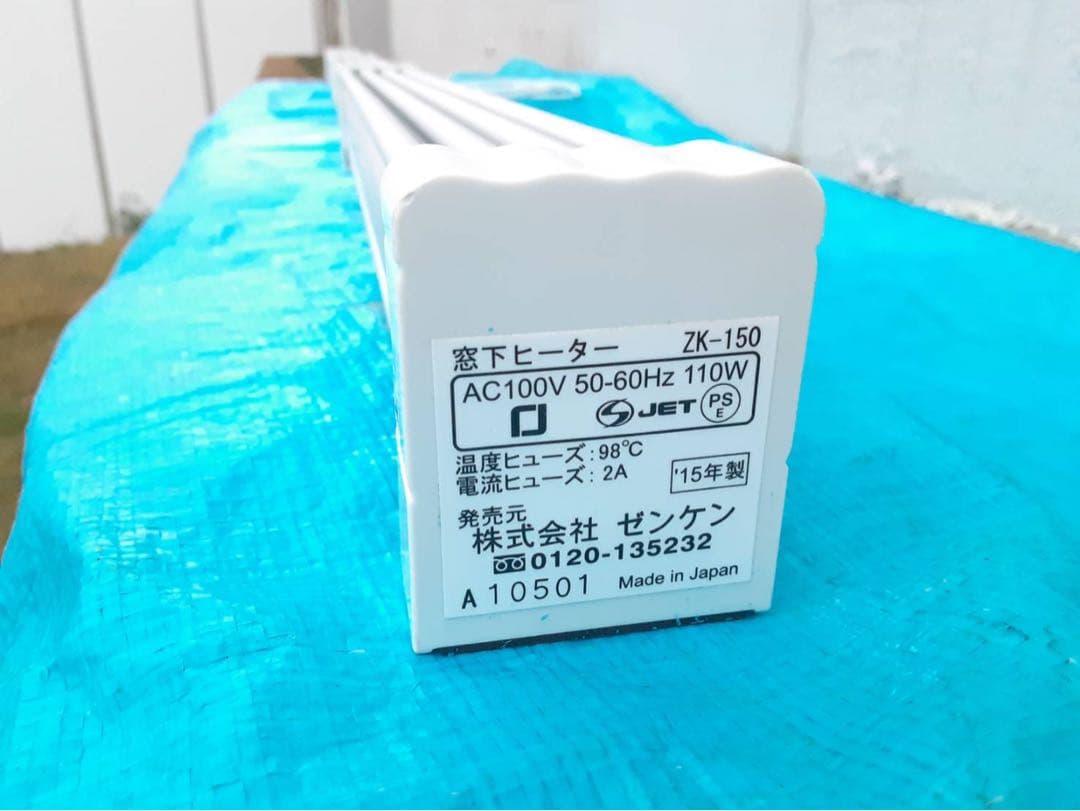 窓下ヒーター ZK-150
AC100V 50-60Hz 110W
JET PS E
温度ヒューズ:98℃
電流ヒューズ: 2A
'15年製
発売元
株式会社 ゼンケン
0120-135232
A10501 Made in Japan